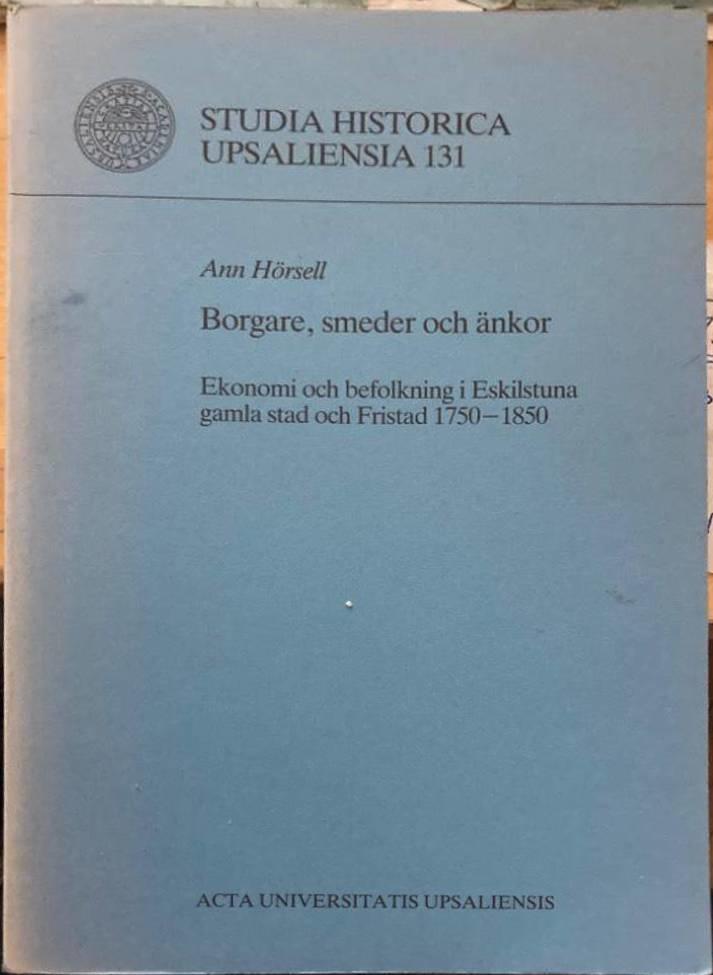 STUDIA HISTORICA
UPSALIENSIA 131
Ann Hörsell
Borgare, smeder och änkor
Ekonomi och befolkning i Eskilstuna
gamla stad och Fristad 1750–1850
ACTA UNIVERSITATIS UPSALIENSIS